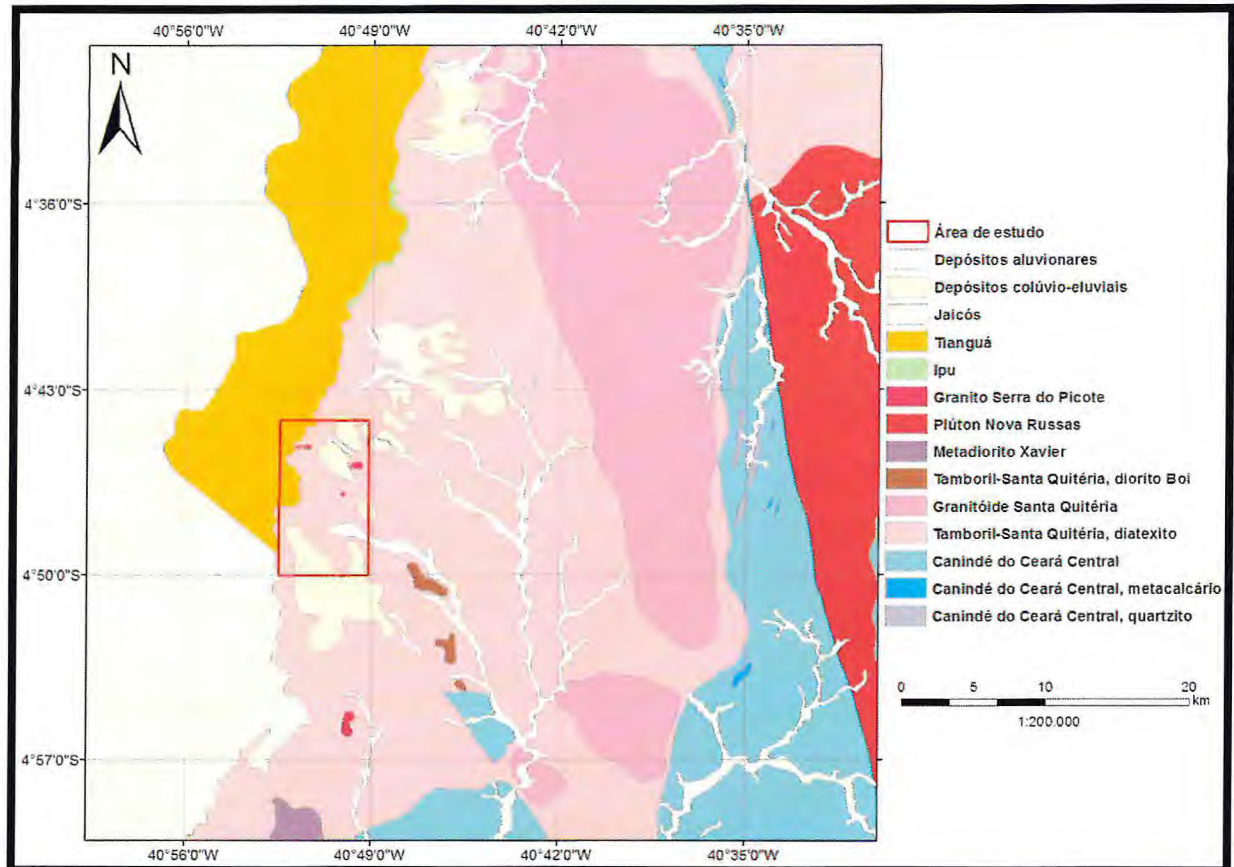 40°56'0"W 40°49'0"W 40°42'0"W 40°35'0"W
N
4°36'0"S
4°43'0"S
4°50'0"S
4°57'0"S
40°56'0"W 40°49'0"W 40°42'0"W 40°35'0"W
Área de estudo
Depósitos aluvionares
Depósitos colúvio-eluviais
Jaicós
Tianguá
Ipu
Granito Serra do Picote
Plúton Nova Russas
Metadiorito Xavier
Tamboril-Santa Quitéria, diorito Boi
Granitóide Santa Quitéria
Tamboril-Santa Quitéria, diatexito
Canindé do Ceará Central
Canindé do Ceará Central, metacalcário
Canindé do Ceará Central, quartzito
0 5 10 20
km
1:200.000